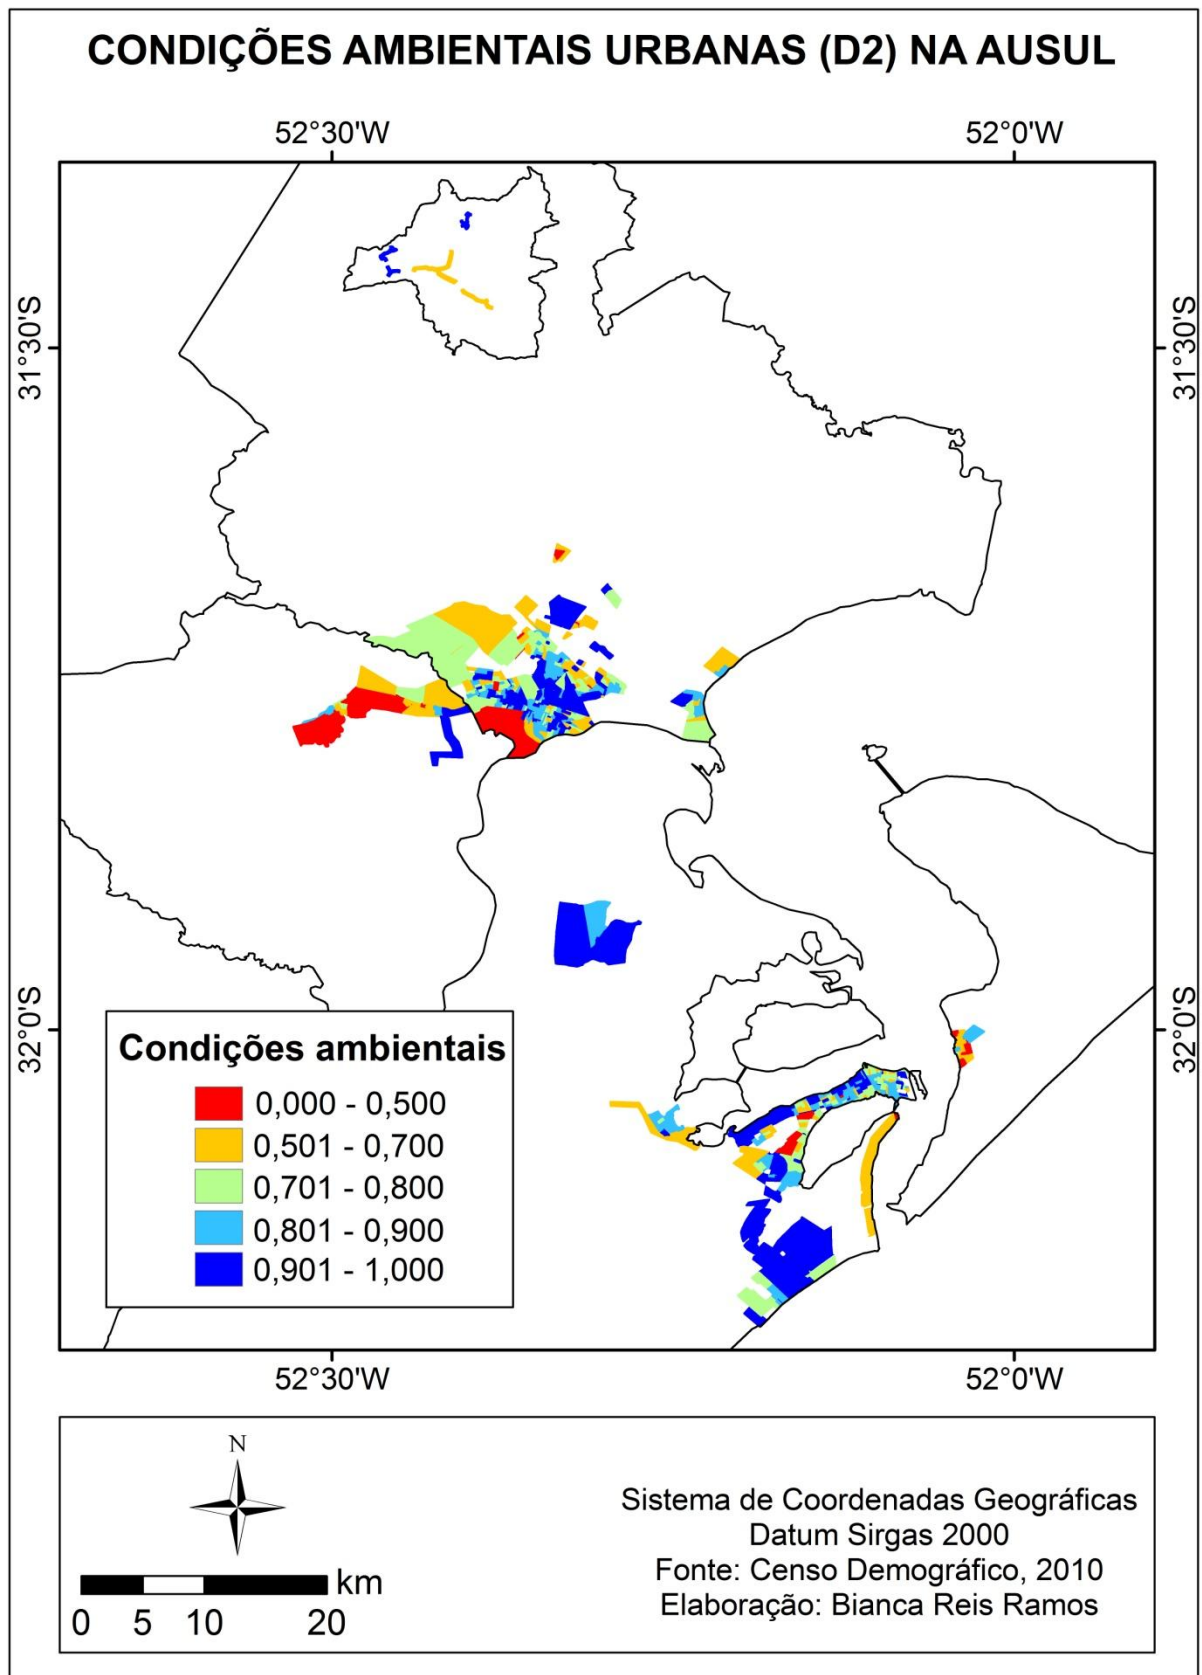 CONDIÇÕES AMBIENTAIS URBANAS (D2) NA AUSUL
52°30'W
52°0'W
31°30'S
31°30'S
32°0'S
32°0'S
Condições ambientais
0,000 - 0,500
0,501 - 0,700
0,701 - 0,800
0,801 - 0,900
0,901 - 1,000
52°30'W
52°0'W
N
km
0 5 10 20
Sistema de Coordenadas Geográficas
Datum Sirgas 2000
Fonte: Censo Demográfico, 2010
Elaboração: Bianca Reis Ramos